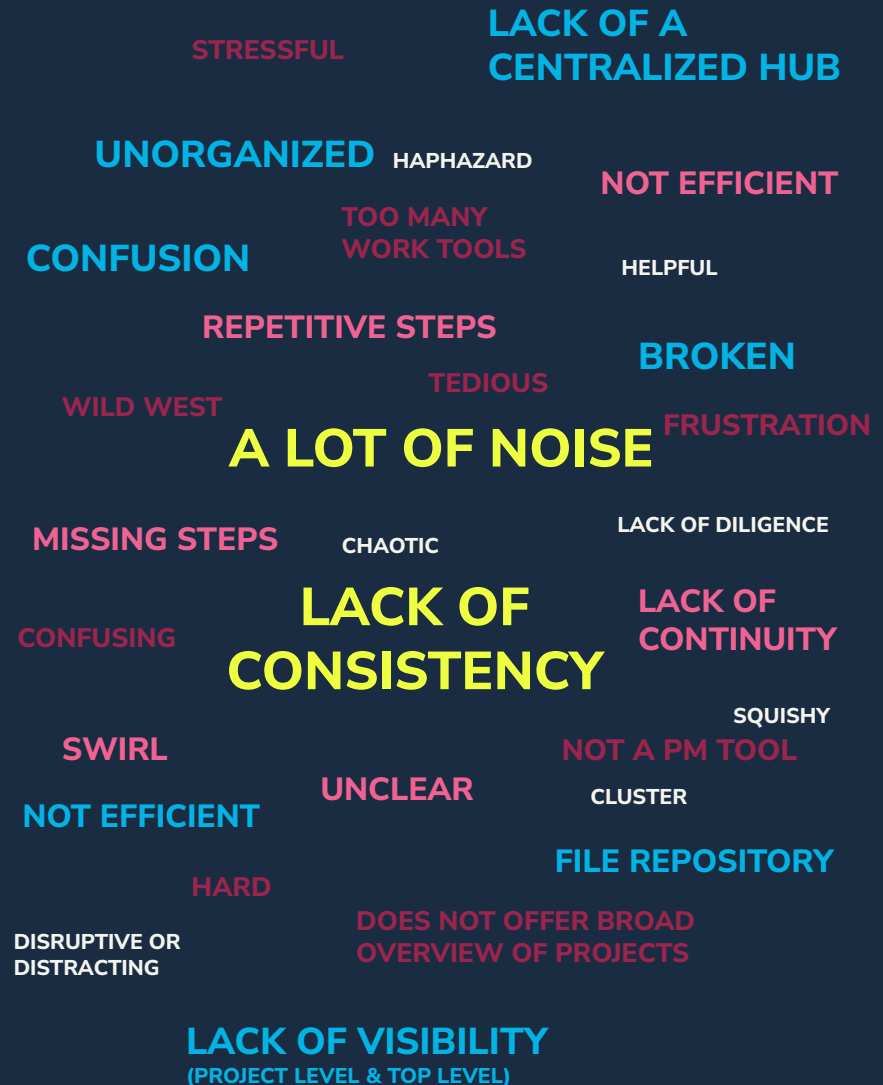 LACK OF A
CENTRALIZED HUB
STRESSFUL
UNORGANIZED
HAPHAZARD
NOT EFFICIENT
TOO MANY
WORK TOOLS
CONFUSION
HELPFUL
REPETITIVE STEPS
BROKEN
TEDIOUS
WILD WEST
FRUSTRATION
A LOT OF NOISE
LACK OF DILIGENCE
MISSING STEPS
CHAOTIC
LACK OF
CONSISTENCY
LACK OF
CONTINUITY
CONFUSING
SQUISHY
SWIRL
NOT A PM TOOL
UNCLEAR
CLUSTER
NOT EFFICIENT
FILE REPOSITORY
HARD
DOES NOT OFFER BROAD
OVERVIEW OF PROJECTS
DISRUPTIVE OR
DISTRACTING
LACK OF VISIBILITY
(PROJECT LEVEL & TOP LEVEL)